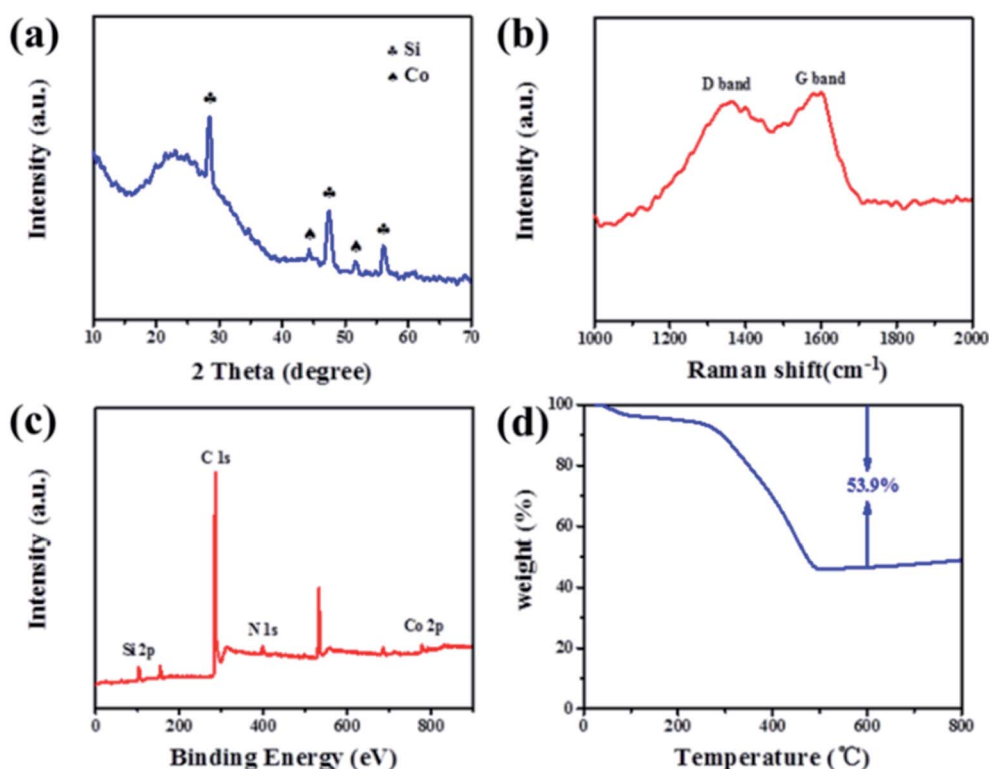 (a)
♣ Si
♠ Co
♣
♣
♠
♠
♣
Intensity (a.u.)
10 20 30 40 50 60 70
2 Theta (degree)
(b)
D band
G band
Intensity (a.u.)
1000 1200 1400 1600 1800 2000
Raman shift(cm⁻¹)
(c)
C 1s
N 1s
Si 2p
Co 2p
Intensity (a.u.)
0 200 400 600 800
Binding Energy (eV)
(d)
100
80
60
40
20
0
53.9%
weight (%)
0 200 400 600 800
Temperature (℃)